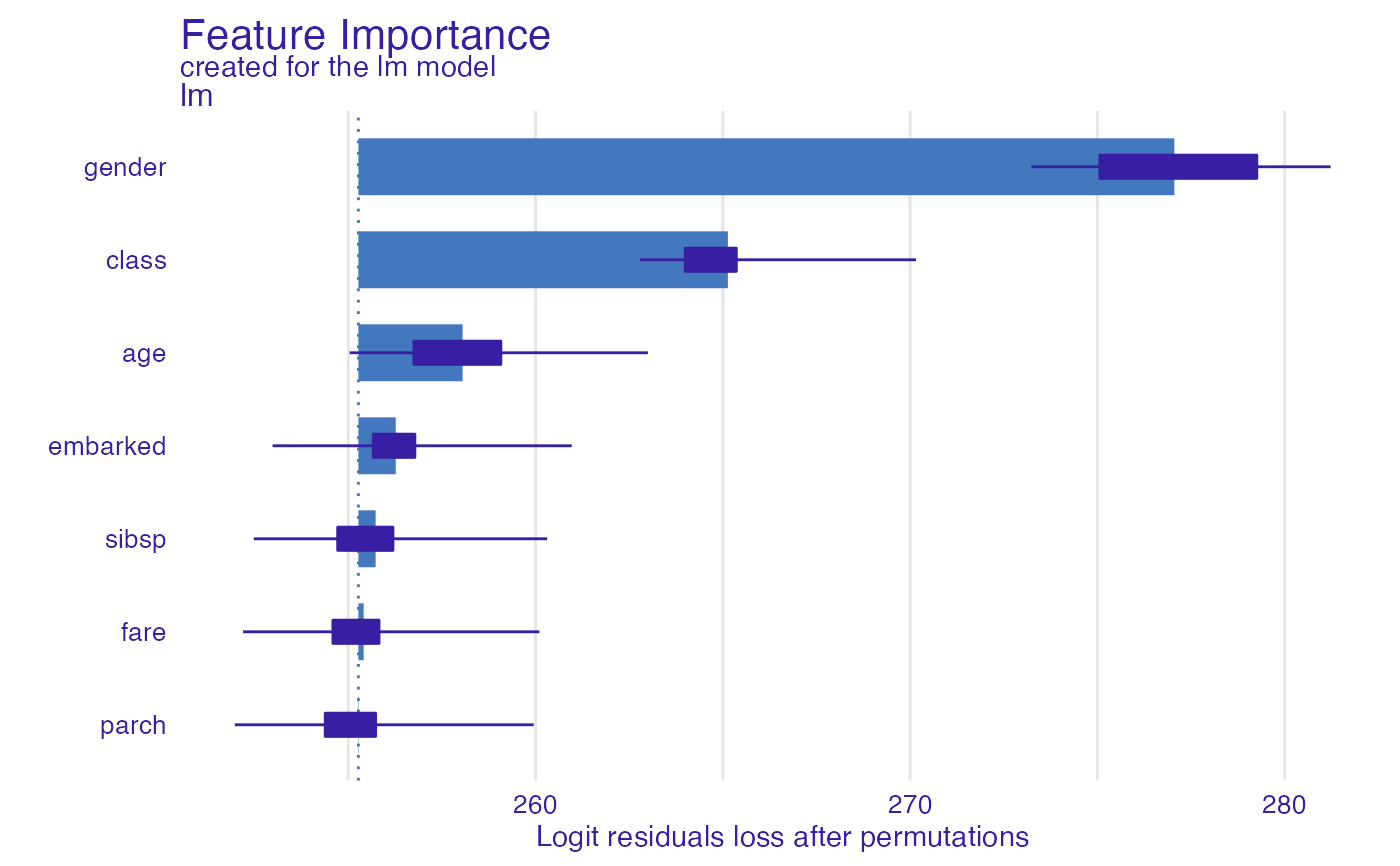 Feature Importance
created for the lm model
lm
gender
class
age
embarked
sibsp
fare
parch
260 270 280
Logit residuals loss after permutations